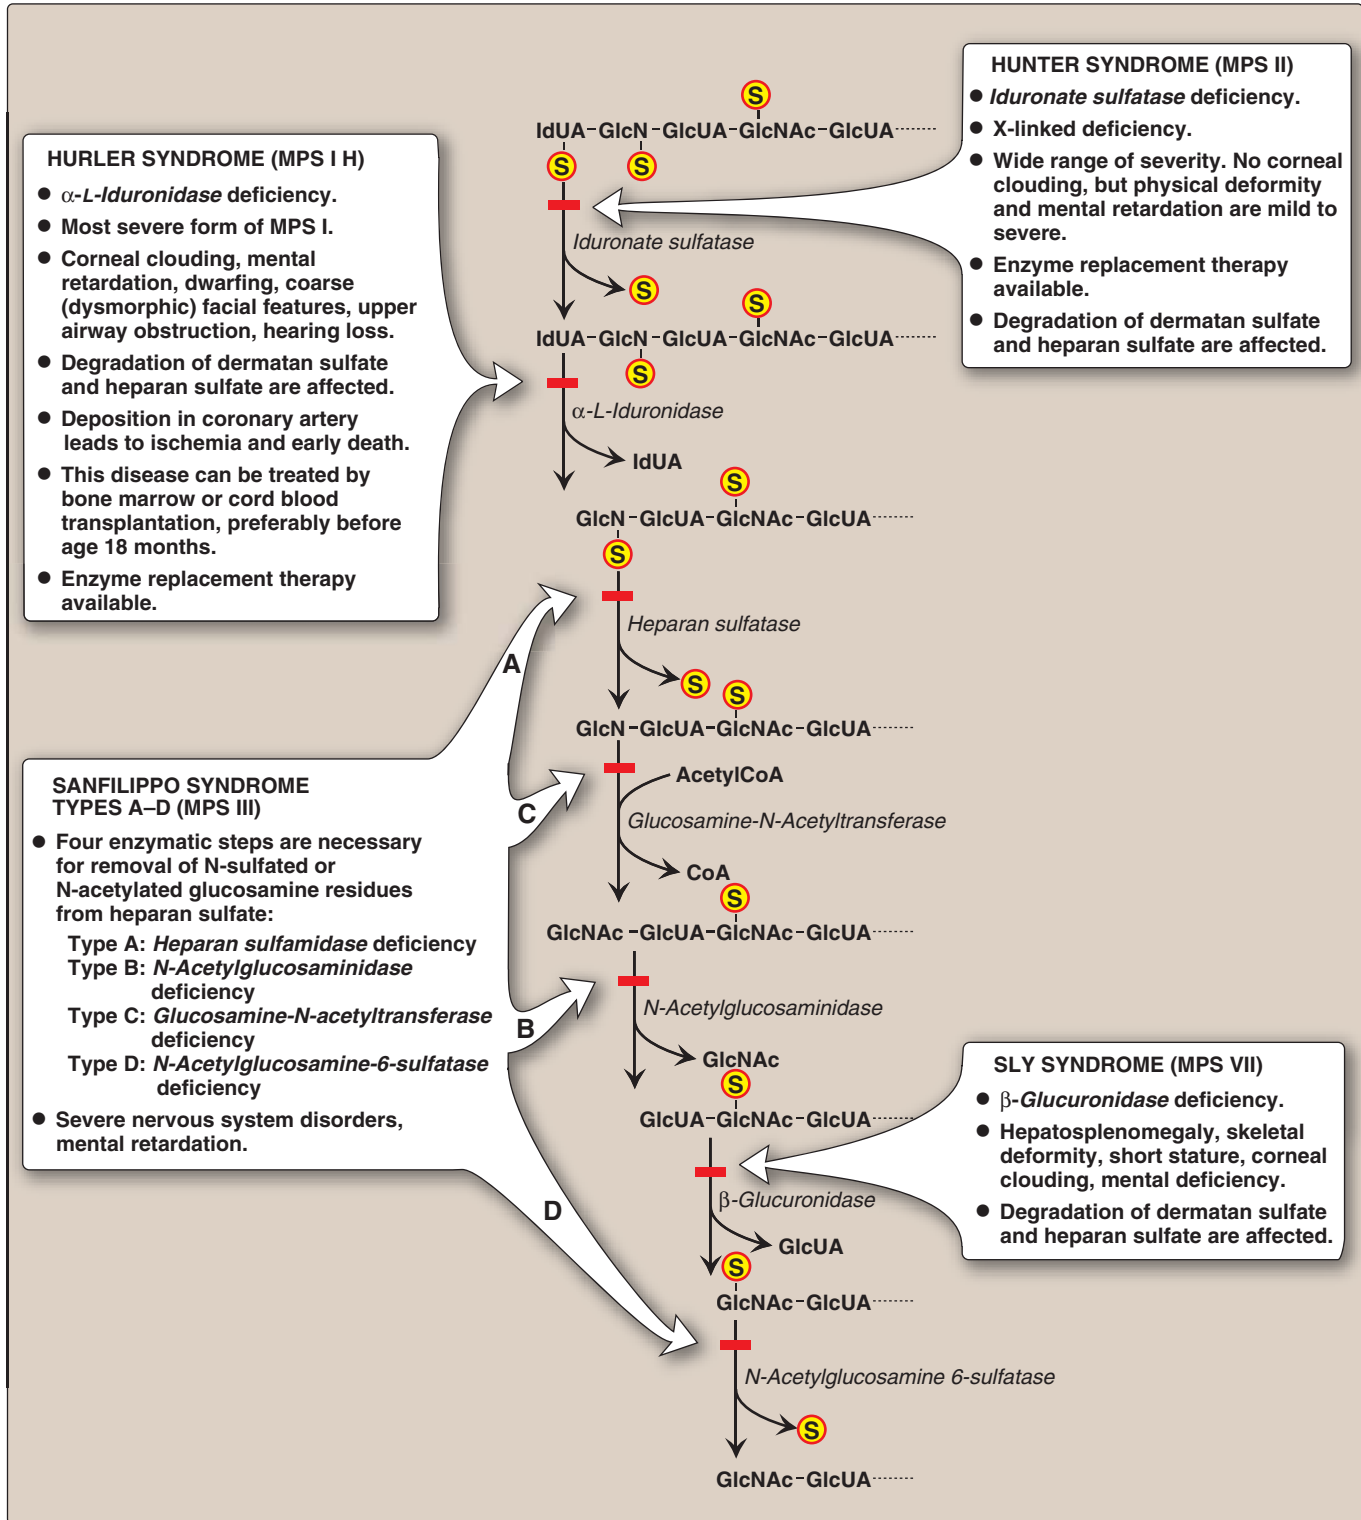 HURLER SYNDROME (MPS I H)
● α-L-Iduronidase deficiency.
● Most severe form of MPS I.
● Corneal clouding, mental
retardation, dwarfing, coarse
(dysmorphic) facial features, upper
airway obstruction, hearing loss.
● Degradation of dermatan sulfate
and heparan sulfate are affected.
● Deposition in coronary artery
leads to ischemia and early death.
● This disease can be treated by
bone marrow or cord blood
transplantation, preferably before
age 18 months.
● Enzyme replacement therapy
available.
HUNTER SYNDROME (MPS II)
● Iduronate sulfatase deficiency.
● X-linked deficiency.
● Wide range of severity. No corneal
clouding, but physical deformity
and mental retardation are mild to
severe.
● Enzyme replacement therapy
available.
● Degradation of dermatan sulfate
and heparan sulfate are affected.
S
IdUA-GlcN-GlcUA-GlcNAc-GlcUA
S S
Iduronate sulfatase
S
S
IdUA-GlcN-GlcUA-GlcNAc-GlcUA
S
α-L-Iduronidase
IdUA
S
GlcN-GlcUA-GlcNAc-GlcUA
S
Heparan sulfatase
S
S
GlcN-GlcUA-GlcNAc-GlcUA
AcetylCoA
Glucosamine-N-Acetyltransferase
CoA
S
GlcNAc-GlcUA-GlcNAc-GlcUA
N-Acetylglucosaminidase
GlcNAc
S
GlcUA-GlcNAc-GlcUA
β-Glucuronidase
GlcUA
S
GlcNAc-GlcUA
N-Acetylglucosamine 6-sulfatase
S
GlcNAc-GlcUA
A
C
B
D
SANFILIPPO SYNDROME
TYPES A–D (MPS III)
● Four enzymatic steps are necessary
for removal of N-sulfated or
N-acetylated glucosamine residues
from heparan sulfate:
Type A: Heparan sulfamidase deficiency
Type B: N-Acetylglucosaminidase
deficiency
Type C: Glucosamine-N-acetyltransferase
deficiency
Type D: N-Acetylglucosamine-6-sulfatase
deficiency
● Severe nervous system disorders,
mental retardation.
SLY SYNDROME (MPS VII)
● β-Glucuronidase deficiency.
● Hepatosplenomegaly, skeletal
deformity, short stature, corneal
clouding, mental deficiency.
● Degradation of dermatan sulfate
and heparan sulfate are affected.